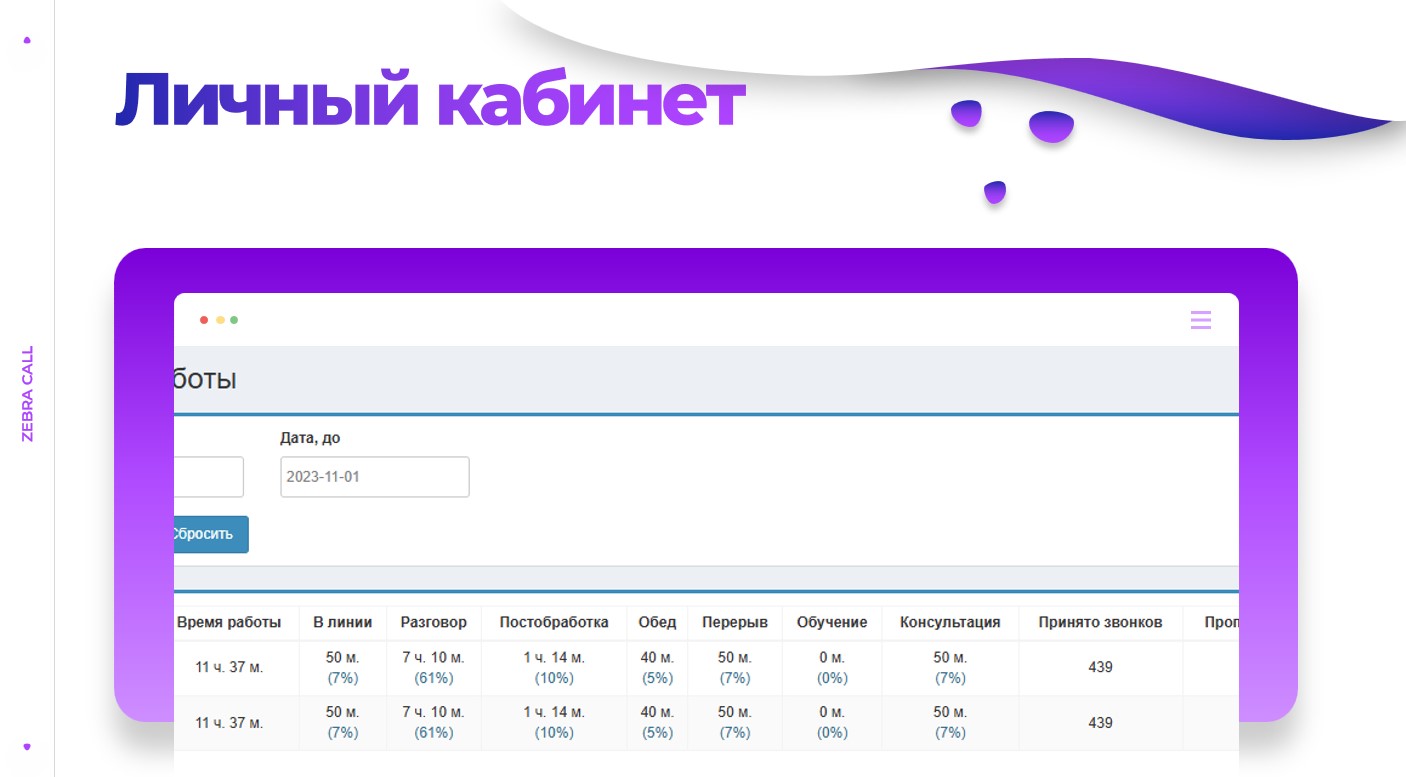 Личный кабинет
ZEBRA CALL
боты
Дата, до
2023-11-01
Сбросить
Время работы В линии Разговор Постобработка Обед Перерыв Обучение Консультация Принято звонков Проп
11 ч. 37 м. 50 м. 7 ч. 10 м. 1 ч. 14 м. 40 м. 50 м. 0 м. 50 м. 439
(7%) (61%) (10%) (5%) (7%) (0%) (7%)
11 ч. 37 м. 50 м. 7 ч. 10 м. 1 ч. 14 м. 40 м. 50 м. 0 м. 50 м. 439
(7%) (61%) (10%) (5%) (7%) (0%) (7%)